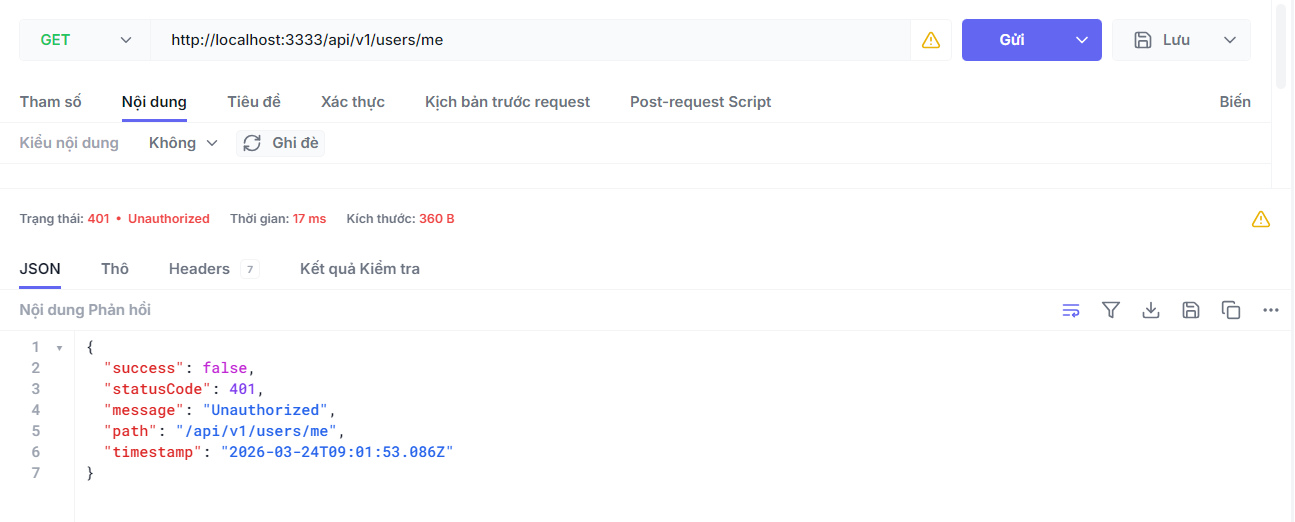 GET http://localhost:3333/api/v1/users/me Gửi Lưu
Tham số Nội dung Tiêu đề Xác thực Kịch bản trước request Post-request Script Biến
Kiểu nội dung Không Ghi đè
Trạng thái: 401 • Unauthorized Thời gian: 17 ms Kích thước: 360 B
JSON Thô Headers 7 Kết quả Kiểm tra
Nội dung Phản hồi
1 {
2 "success": false,
3 "statusCode": 401,
4 "message": "Unauthorized",
5 "path": "/api/v1/users/me",
6 "timestamp": "2026-03-24T09:01:53.086Z"
7 }